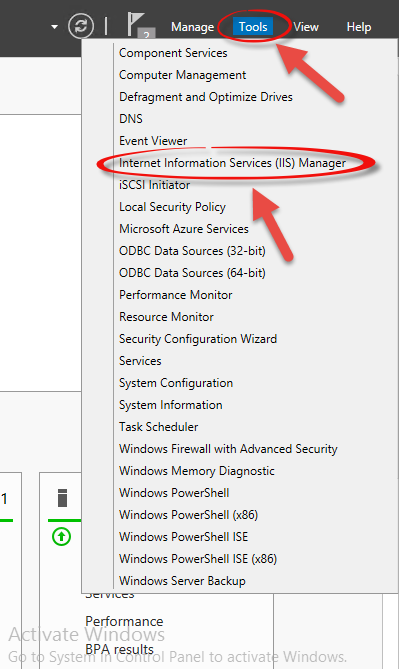 Manage Tools View Help
2
Component Services
Computer Management
Defragment and Optimize Drives
DNS
Event Viewer
Internet Information Services (IIS) Manager
iSCSI Initiator
Local Security Policy
Microsoft Azure Services
ODBC Data Sources (32-bit)
ODBC Data Sources (64-bit)
Performance Monitor
Resource Monitor
Security Configuration Wizard
Services
System Configuration
System Information
Task Scheduler
Windows Firewall with Advanced Security
Windows Memory Diagnostic
Windows PowerShell
Windows PowerShell (x86)
Windows PowerShell ISE
Windows PowerShell ISE (x86)
Windows Server Backup
1
Services
Performance
BPA results
Activate Windows
Go to System in Control Panel to activate Windows.